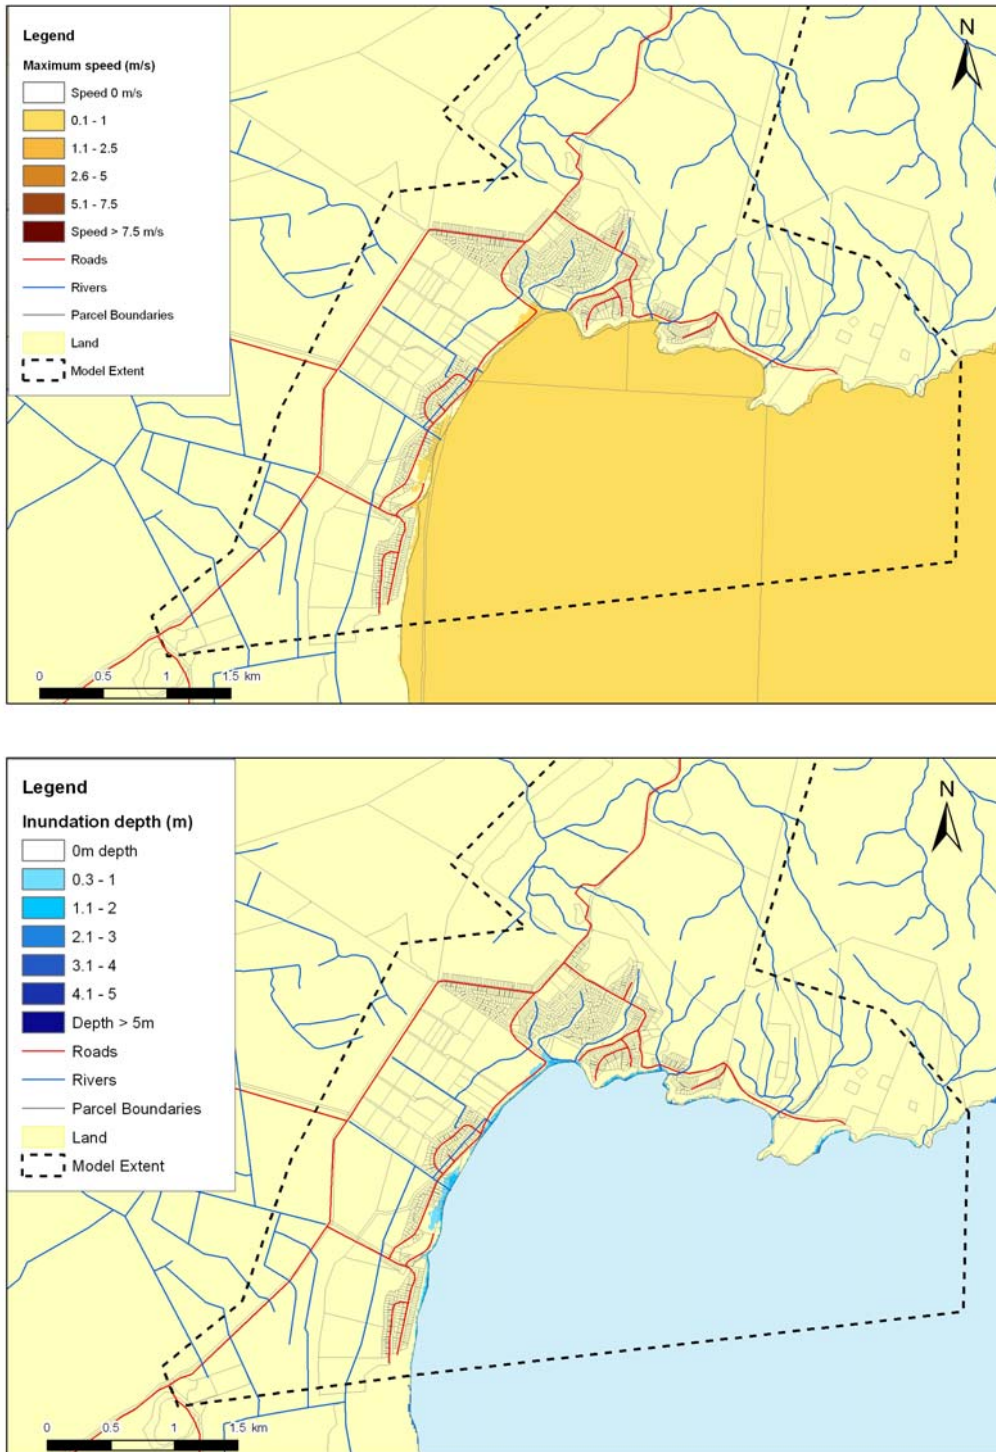 Legend
N
Maximum speed (m/s)
Speed 0 m/s
0.1 - 1
1.1 - 2.5
2.6 - 5
5.1 - 7.5
Speed > 7.5 m/s
Roads
Rivers
Parcel Boundaries
Land
Model Extent
0 0.5 1 1.5 km
Legend
N
Inundation depth (m)
0m depth
0.3 - 1
1.1 - 2
2.1 - 3
3.1 - 4
4.1 - 5
Depth > 5m
Roads
Rivers
Parcel Boundaries
Land
Model Extent
0 0.5 1 1.5 km